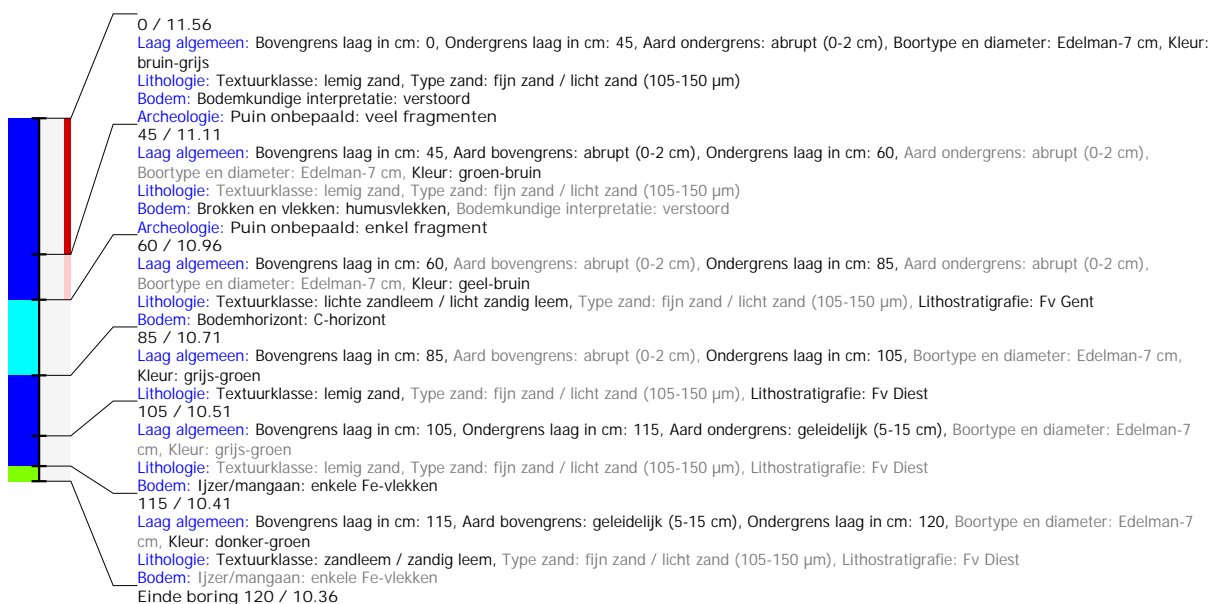 0 / 11.56
Laag algemeen: Bovengrens laag in cm: 0, Ondergrens laag in cm: 45, Aard ondergrens: abrupt (0-2 cm), Boortype en diameter: Edelman-7 cm, Kleur:
bruin-grijs
Lithologie: Textuurklasse: lemig zand, Type zand: fijn zand / licht zand (105-150 µm)
Bodem: Bodemkundige interpretatie: verstoord
Archeologie: Puin onbepaald: veel fragmenten
45 / 11.11
Laag algemeen: Bovengrens laag in cm: 45, Aard bovengrens: abrupt (0-2 cm), Ondergrens laag in cm: 60, Aard ondergrens: abrupt (0-2 cm),
Boortype en diameter: Edelman-7 cm, Kleur: groen-bruin
Lithologie: Textuurklasse: lemig zand, Type zand: fijn zand / licht zand (105-150 µm)
Bodem: Brokken en vlekken: humusvlekken, Bodemkundige interpretatie: verstoord
Archeologie: Puin onbepaald: enkel fragment
60 / 10.96
Laag algemeen: Bovengrens laag in cm: 60, Aard bovengrens: abrupt (0-2 cm), Ondergrens laag in cm: 85, Aard ondergrens: abrupt (0-2 cm),
Boortype en diameter: Edelman-7 cm, Kleur: geel-bruin
Lithologie: Textuurklasse: lichte zandleem / licht zandig leem, Type zand: fijn zand / licht zand (105-150 µm), Lithostratigrafie: Fv Gent
Bodem: Bodemhorizont: C-horizont
85 / 10.71
Laag algemeen: Bovengrens laag in cm: 85, Aard bovengrens: abrupt (0-2 cm), Ondergrens laag in cm: 105, Boortype en diameter: Edelman-7 cm,
Kleur: grijs-groen
Lithologie: Textuurklasse: lemig zand, Type zand: fijn zand / licht zand (105-150 µm), Lithostratigrafie: Fv Diest
105 / 10.51
Laag algemeen: Bovengrens laag in cm: 105, Ondergrens laag in cm: 115, Aard ondergrens: geleidelijk (5-15 cm), Boortype en diameter: Edelman-7
cm, Kleur: grijs-groen
Lithologie: Textuurklasse: lemig zand, Type zand: fijn zand / licht zand (105-150 µm), Lithostratigrafie: Fv Diest
Bodem: Ijzer/mangaan: enkele Fe-vlekken
115 / 10.41
Laag algemeen: Bovengrens laag in cm: 115, Aard bovengrens: geleidelijk (5-15 cm), Ondergrens laag in cm: 120, Boortype en diameter: Edelman-7
cm, Kleur: donker-groen
Lithologie: Textuurklasse: zandleem / zandig leem, Type zand: fijn zand / licht zand (105-150 µm), Lithostratigrafie: Fv Diest
Bodem: Ijzer/mangaan: enkele Fe-vlekken
Einde boring 120 / 10.36